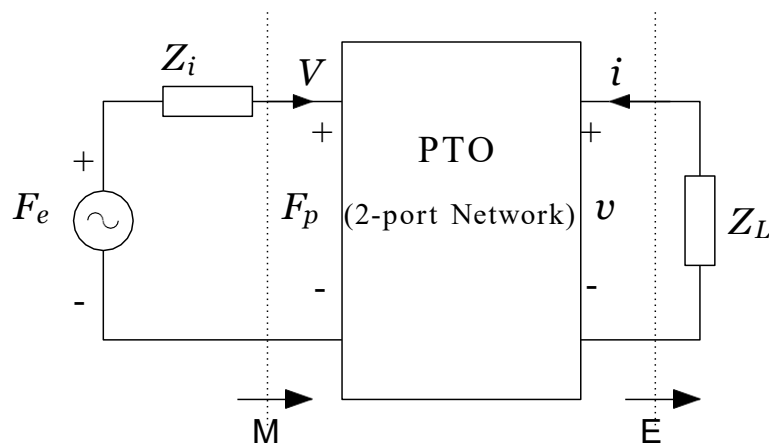 Z_i
V
i
+
+
+
PTO
F_e
F_p
(2-port Network)
v
Z_L
-
-
-
M
E